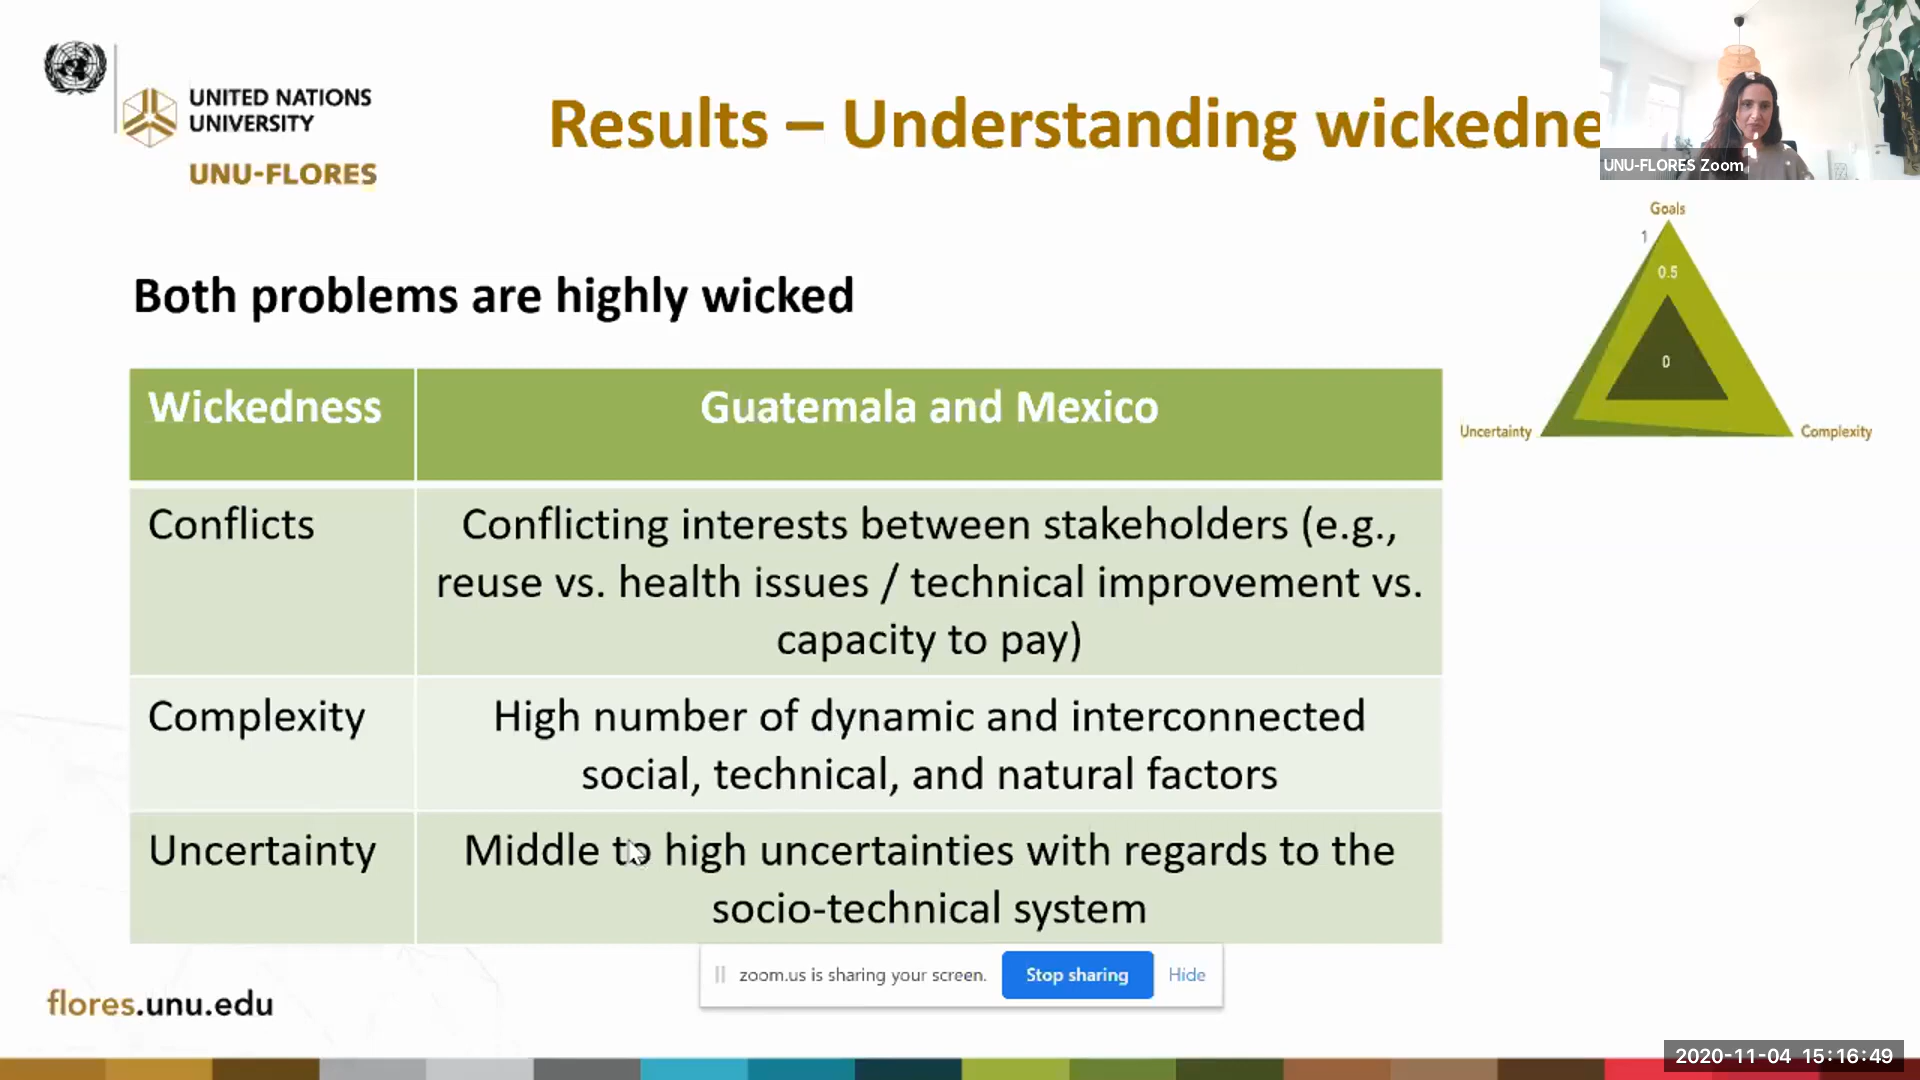 UNITED NATIONS
UNIVERSITY
UNU-FLORES
Results – Understanding wickedne
UNU-FLORES Zoom
Both problems are highly wicked
Goals
1
0.5
0
Uncertainty
Complexity
Wickedness
Guatemala and Mexico
Conflicts
Conflicting interests between stakeholders (e.g.,
reuse vs. health issues / technical improvement vs.
capacity to pay)
Complexity
High number of dynamic and interconnected
social, technical, and natural factors
Uncertainty
Middle to high uncertainties with regards to the
socio-technical system
zoom.us is sharing your screen.
Stop sharing
Hide
flores.unu.edu
2020-11-04 15:16:49